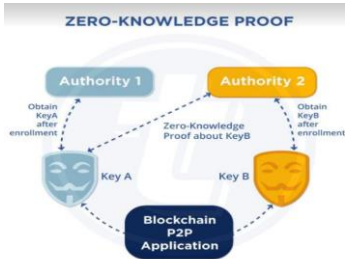 ZERO-KNOWLEDGE PROOF
Authority 1
Authority 2
Obtain
KeyA
after
enrollment
Obtain
KeyB
after
enrollment
Zero-Knowledge
Proof about KeyB
Key A
Key B
Blockchain
P2P
Application